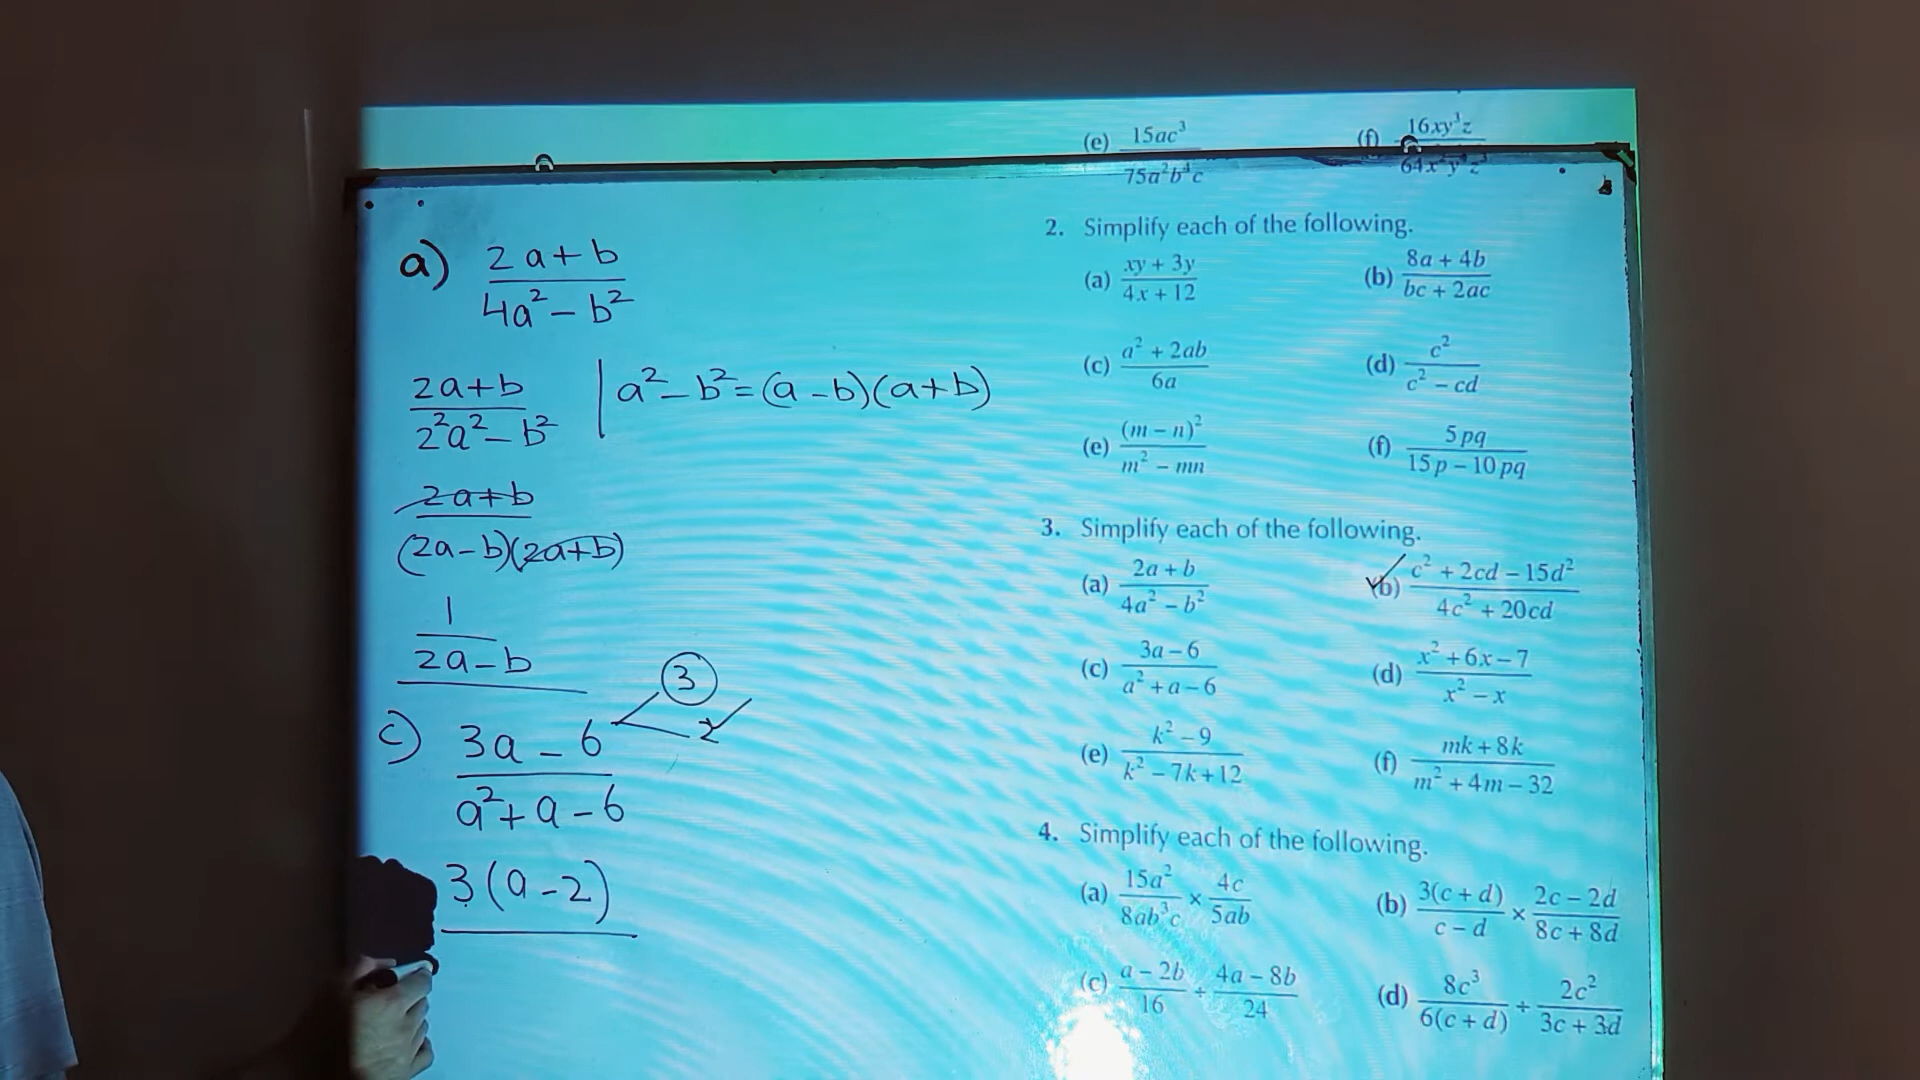 (e) 15ac³ / 75a²b⁴c (f) 16xy³z / 64x²y⁴z³
a) 2a+b / 4a²-b²
2a+b / 2²a²-b² | a²-b²=(a-b)(a+b)
2a+b / (2a-b)(2a+b)
1 / 2a-b
c) 3a-6 / a²+a-6
3
2
3(a-2)
2. Simplify each of the following.
(a) xy + 3y / 4x + 12 (b) 8a + 4b / bc + 2ac
(c) a² + 2ab / 6a (d) c² / c² - cd
(e) (m - n)² / m² - mn (f) 5pq / 15p - 10pq
3. Simplify each of the following.
(a) 2a + b / 4a² - b² (b) c² + 2cd - 15d² / 4c² + 20cd
(c) 3a - 6 / a² + a - 6 (d) x² + 6x - 7 / x² - x
(e) k² - 9 / k² - 7k + 12 (f) mk + 8k / m² + 4m - 32
4. Simplify each of the following.
(a) 15a² / 8ab³c × 4c / 5ab (b) 3(c + d) / c - d × 2c - 2d / 8c + 8d
(c) a - 2b / 16 ÷ 4a - 8b / 24 (d) 8c³ / 6(c + d) ÷ 2c² / 3c + 3d